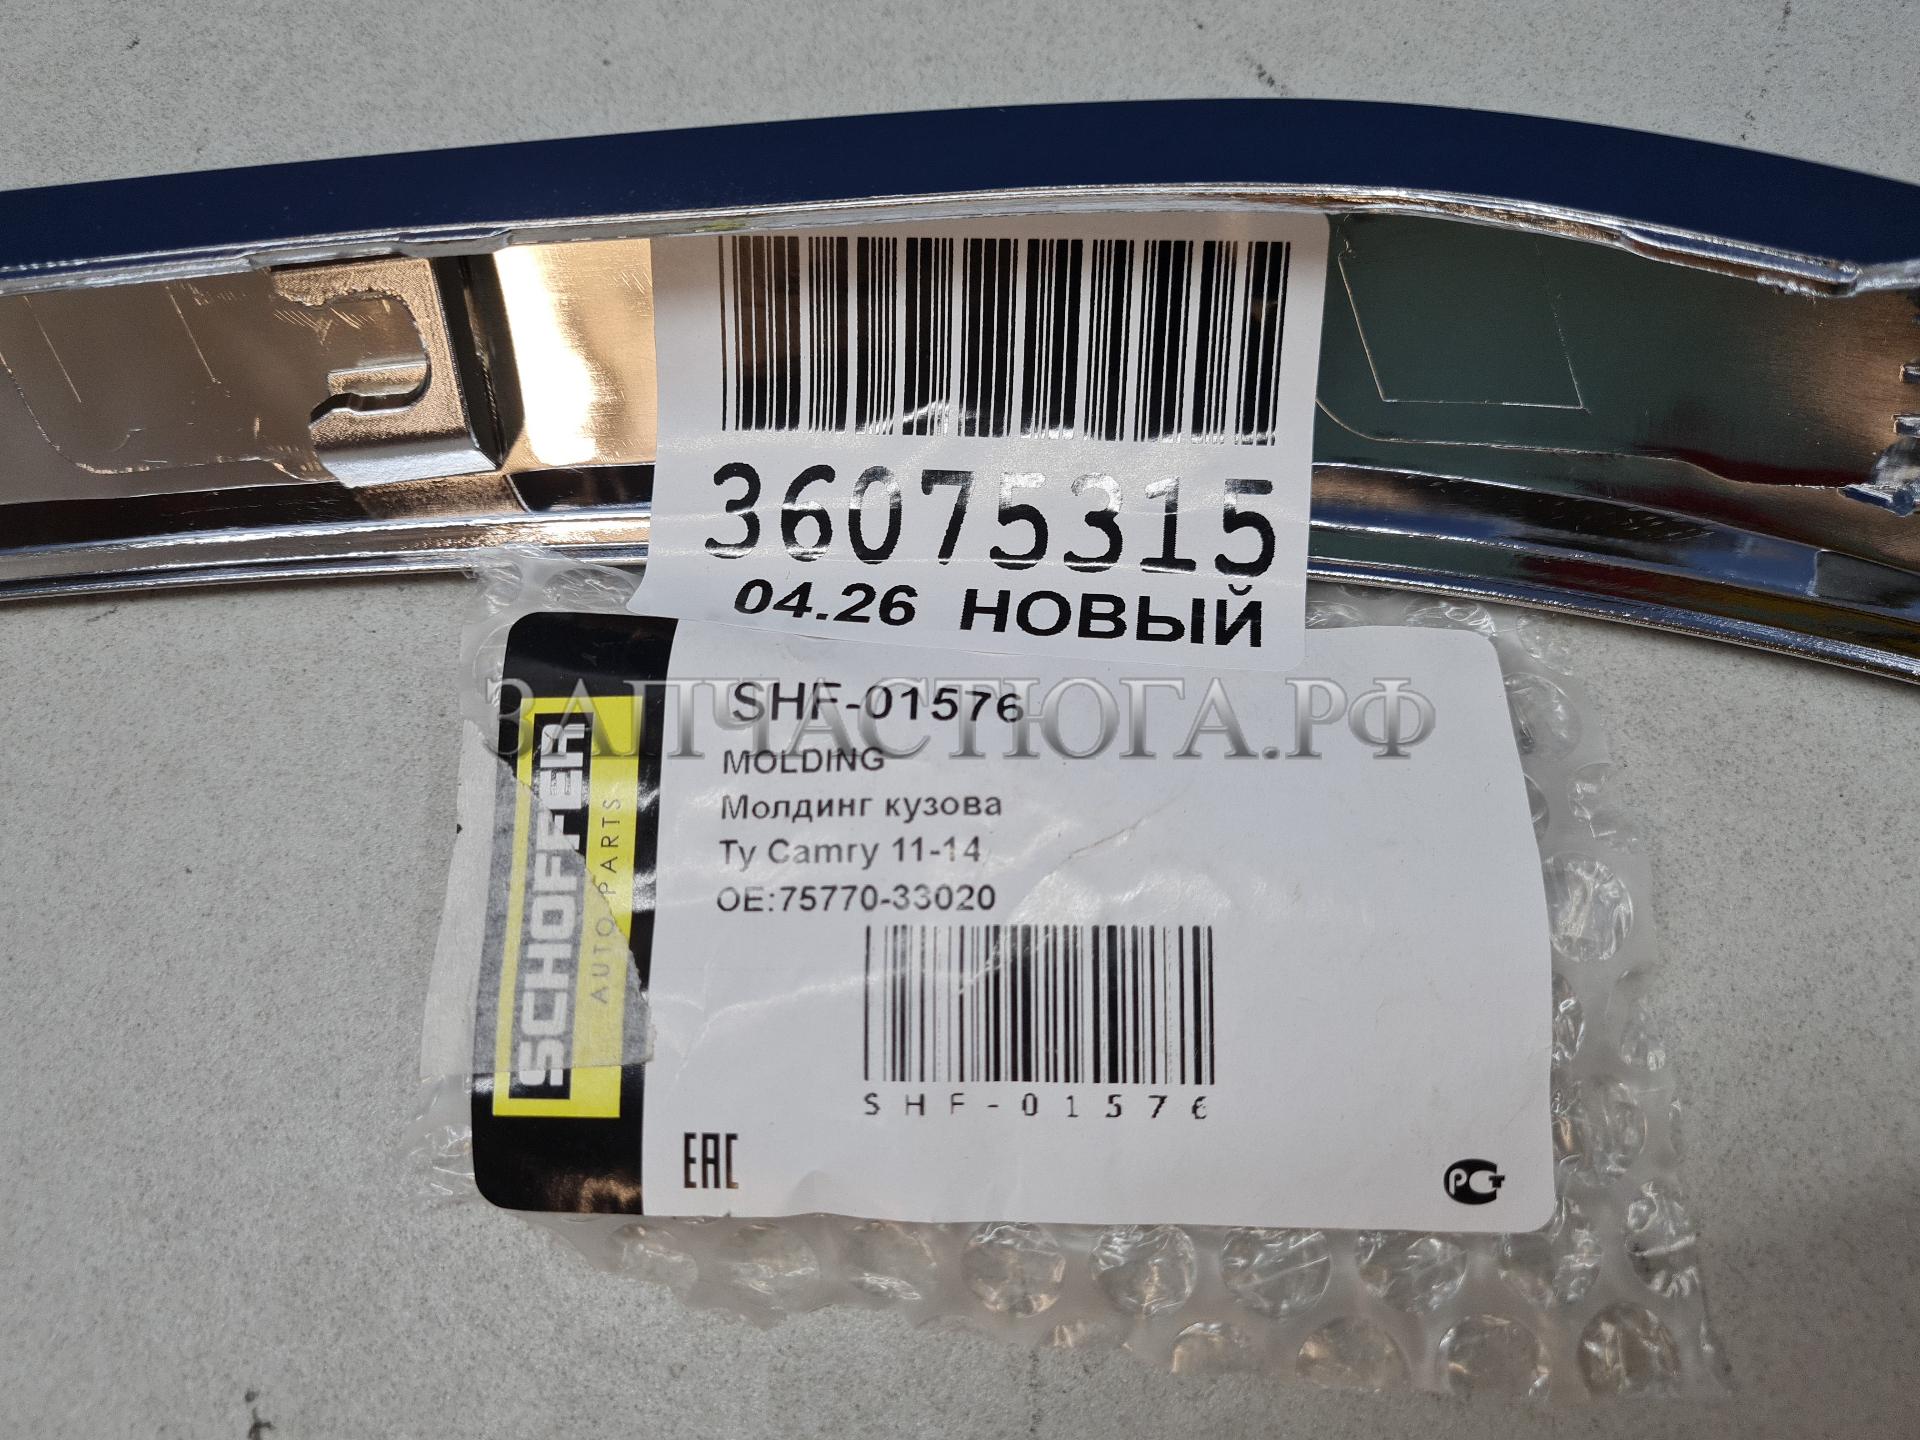 36075315
04.26 НОВЫЙ
SHF-01576
ЗАПЧАСТЮГА.РФ
MOLDING
Молдинг кузова
Ty Camry 11-14
OE:75770-33020
SHF-01576
SCHOFFER
AUTO PARTS
EAC
РСТ